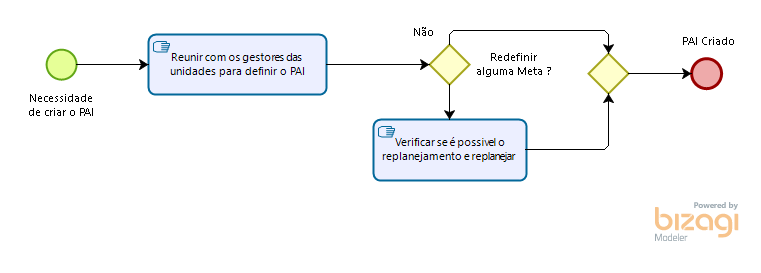 Necessidade
de criar o PAI
Reunir com os gestores das
unidades para definir o PAI
Não
Redefinir
alguma Meta ?
Verificar se é possivel o
replanejamento e replanejar
PAI Criado
Powered by
bizagi
Modeler